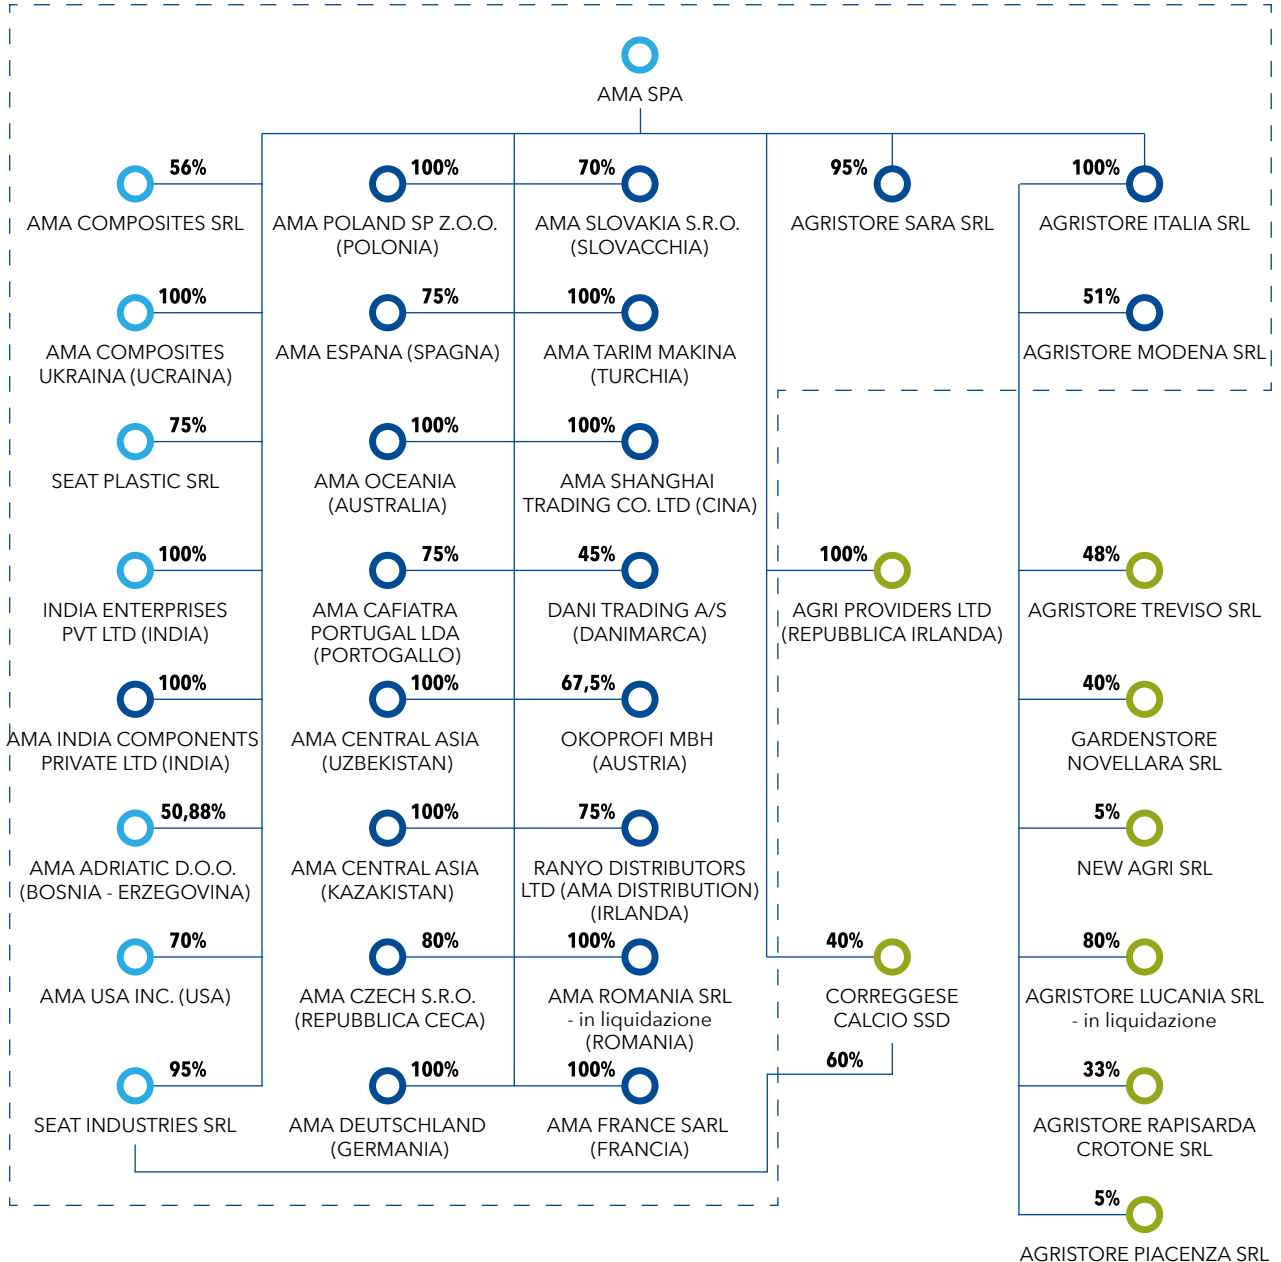 AMA SPA
56%
AMA COMPOSITES SRL
100%
AMA COMPOSITES
UKRAINA (UCRAINA)
75%
SEAT PLASTIC SRL
100%
INDIA ENTERPRISES
PVT LTD (INDIA)
100%
AMA INDIA COMPONENTS
PRIVATE LTD (INDIA)
50,88%
AMA ADRIATIC D.O.O.
(BOSNIA - ERZEGOVINA)
70%
AMA USA INC. (USA)
95%
SEAT INDUSTRIES SRL
100%
AMA POLAND SP Z.O.O.
(POLONIA)
75%
AMA ESPANA (SPAGNA)
100%
AMA OCEANIA
(AUSTRALIA)
75%
AMA CAFIATRA
PORTUGAL LDA
(PORTOGALLO)
100%
AMA CENTRAL ASIA
(UZBEKISTAN)
100%
AMA CENTRAL ASIA
(KAZAKISTAN)
80%
AMA CZECH S.R.O.
(REPUBBLICA CECA)
100%
AMA DEUTSCHLAND
(GERMANIA)
70%
AMA SLOVAKIA S.R.O.
(SLOVACCHIA)
100%
AMA TARIM MAKINA
(TURCHIA)
100%
AMA SHANGHAI
TRADING CO. LTD (CINA)
45%
DANI TRADING A/S
(DANIMARCA)
67,5%
OKOPROFI MBH
(AUSTRIA)
75%
RANYO DISTRIBUTORS
LTD (AMA DISTRIBUTION)
(IRLANDA)
100%
AMA ROMANIA SRL
- in liquidazione
(ROMANIA)
100%
AMA FRANCE SARL
(FRANCIA)
95%
AGRISTORE SARA SRL
100%
AGRI PROVIDERS LTD
(REPUBBLICA IRLANDA)
40%
CORREGGESE
CALCIO SSD
60%
100%
AGRISTORE ITALIA SRL
51%
AGRISTORE MODENA SRL
48%
AGRISTORE TREVISO SRL
40%
GARDENSTORE
NOVELLARA SRL
5%
NEW AGRI SRL
80%
AGRISTORE LUCANIA SRL
- in liquidazione
33%
AGRISTORE RAPISARDA
CROTONE SRL
5%
AGRISTORE PIACENZA SRL